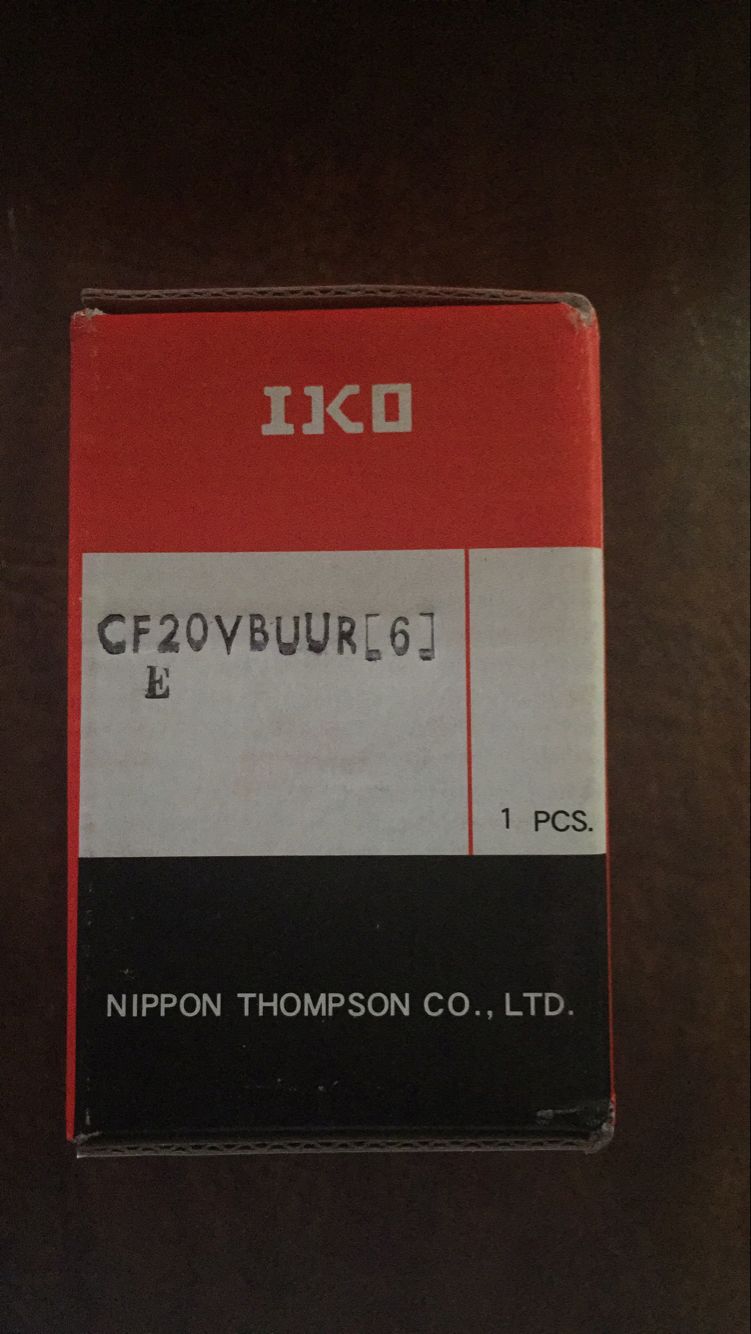 IKO
CF20VBUUR[6]
E
1 PCS.
NIPPON THOMPSON CO., LTD.